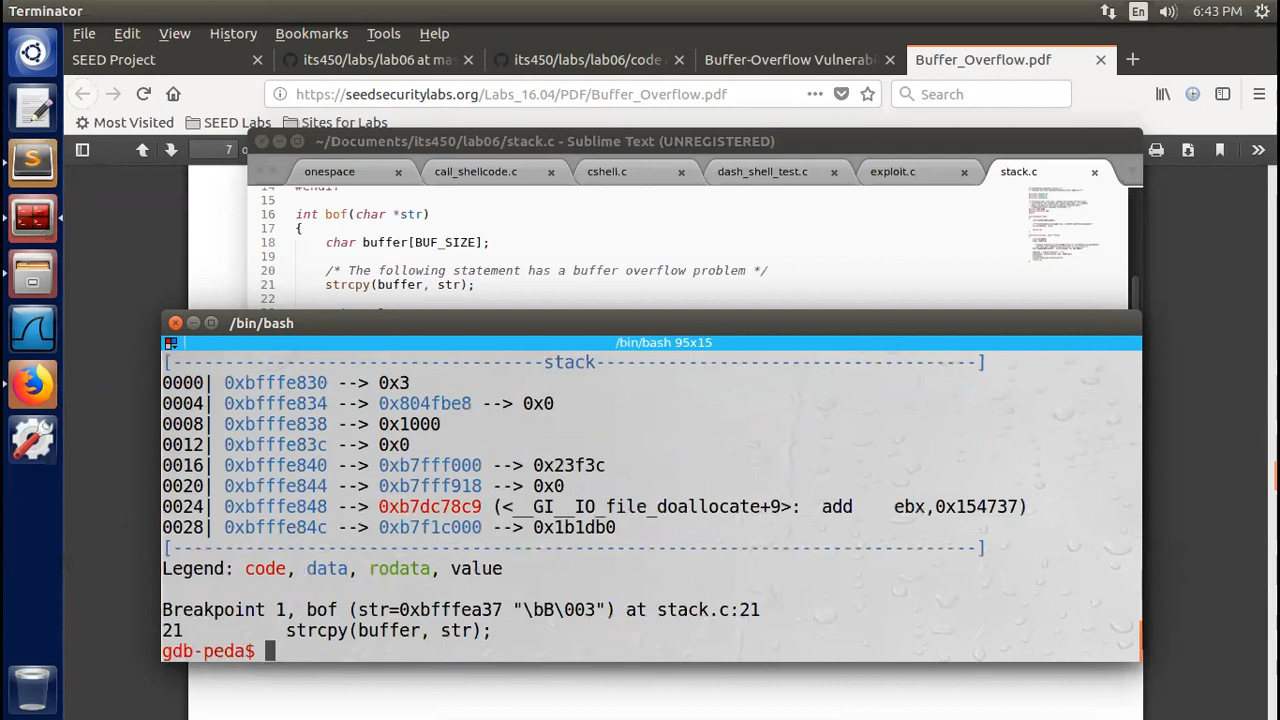 Terminator
En
6:43 PM
File Edit View History Bookmarks Tools Help
SEED Project
its450/labs/lab06 at mas
its450/labs/lab06/code a
Buffer-Overflow Vulnerabi
Buffer_Overflow.pdf
https://seedsecuritylabs.org/Labs_16.04/PDF/Buffer_Overflow.pdf
Search
Most Visited
SEED Labs
Sites for Labs
7
~/Documents/its450/lab06/stack.c - Sublime Text (UNREGISTERED)
onespace
call_shellcode.c
cshell.c
dash_shell_test.c
exploit.c
stack.c
14 #endif
15
16 int bof(char *str)
17 {
18 char buffer[BUF_SIZE];
20 /* The following statement has a buffer overflow problem */
21 strcpy(buffer, str);
22
/bin/bash
/bin/bash 95x15
[------------------------------------stack-------------------------------------]
0000| 0xbfffe830 --> 0x3
0004| 0xbfffe834 --> 0x804fbe8 --> 0x0
0008| 0xbfffe838 --> 0x1000
0012| 0xbfffe83c --> 0x0
0016| 0xbfffe840 --> 0xb7fff000 --> 0x23f3c
0020| 0xbfffe844 --> 0xb7fff918 --> 0x0
0024| 0xbfffe848 --> 0xb7dc78c9 (<__GI__IO_file_doallocate+9>: add ebx,0x154737)
0028| 0xbfffe84c --> 0xb7f1c000 --> 0x1b1db0
[------------------------------------------------------------------------------]
Legend: code, data, rodata, value
Breakpoint 1, bof (str=0xbfffea37 "\bB\003") at stack.c:21
21 strcpy(buffer, str);
gdb-peda$